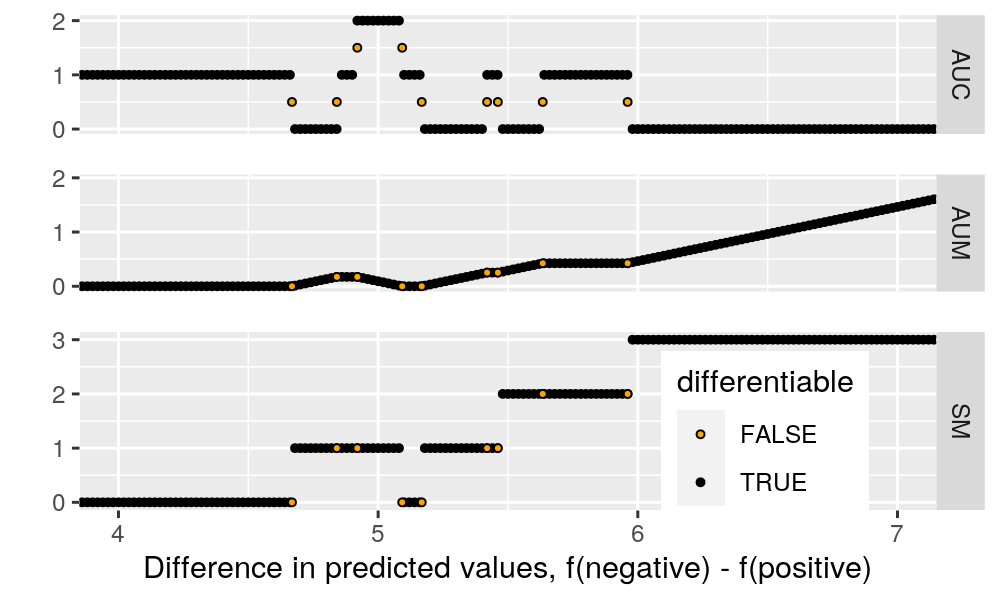 2
1
0
AUC
2
1
0
AUM
3
2
1
0
SM
differentiable
FALSE
TRUE
4 5 6 7
Difference in predicted values, f(negative) - f(positive)